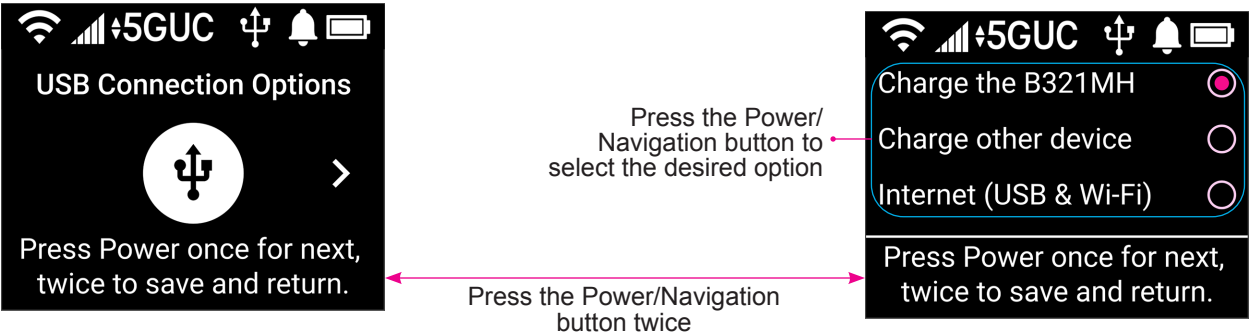 5GUC
USB Connection Options
Press Power once for next,
twice to save and return.
Press the Power/
Navigation button to
select the desired option
Press the Power/Navigation
button twice
5GUC
Charge the B321MH
Charge other device
Internet (USB & Wi-Fi)
Press Power once for next,
twice to save and return.